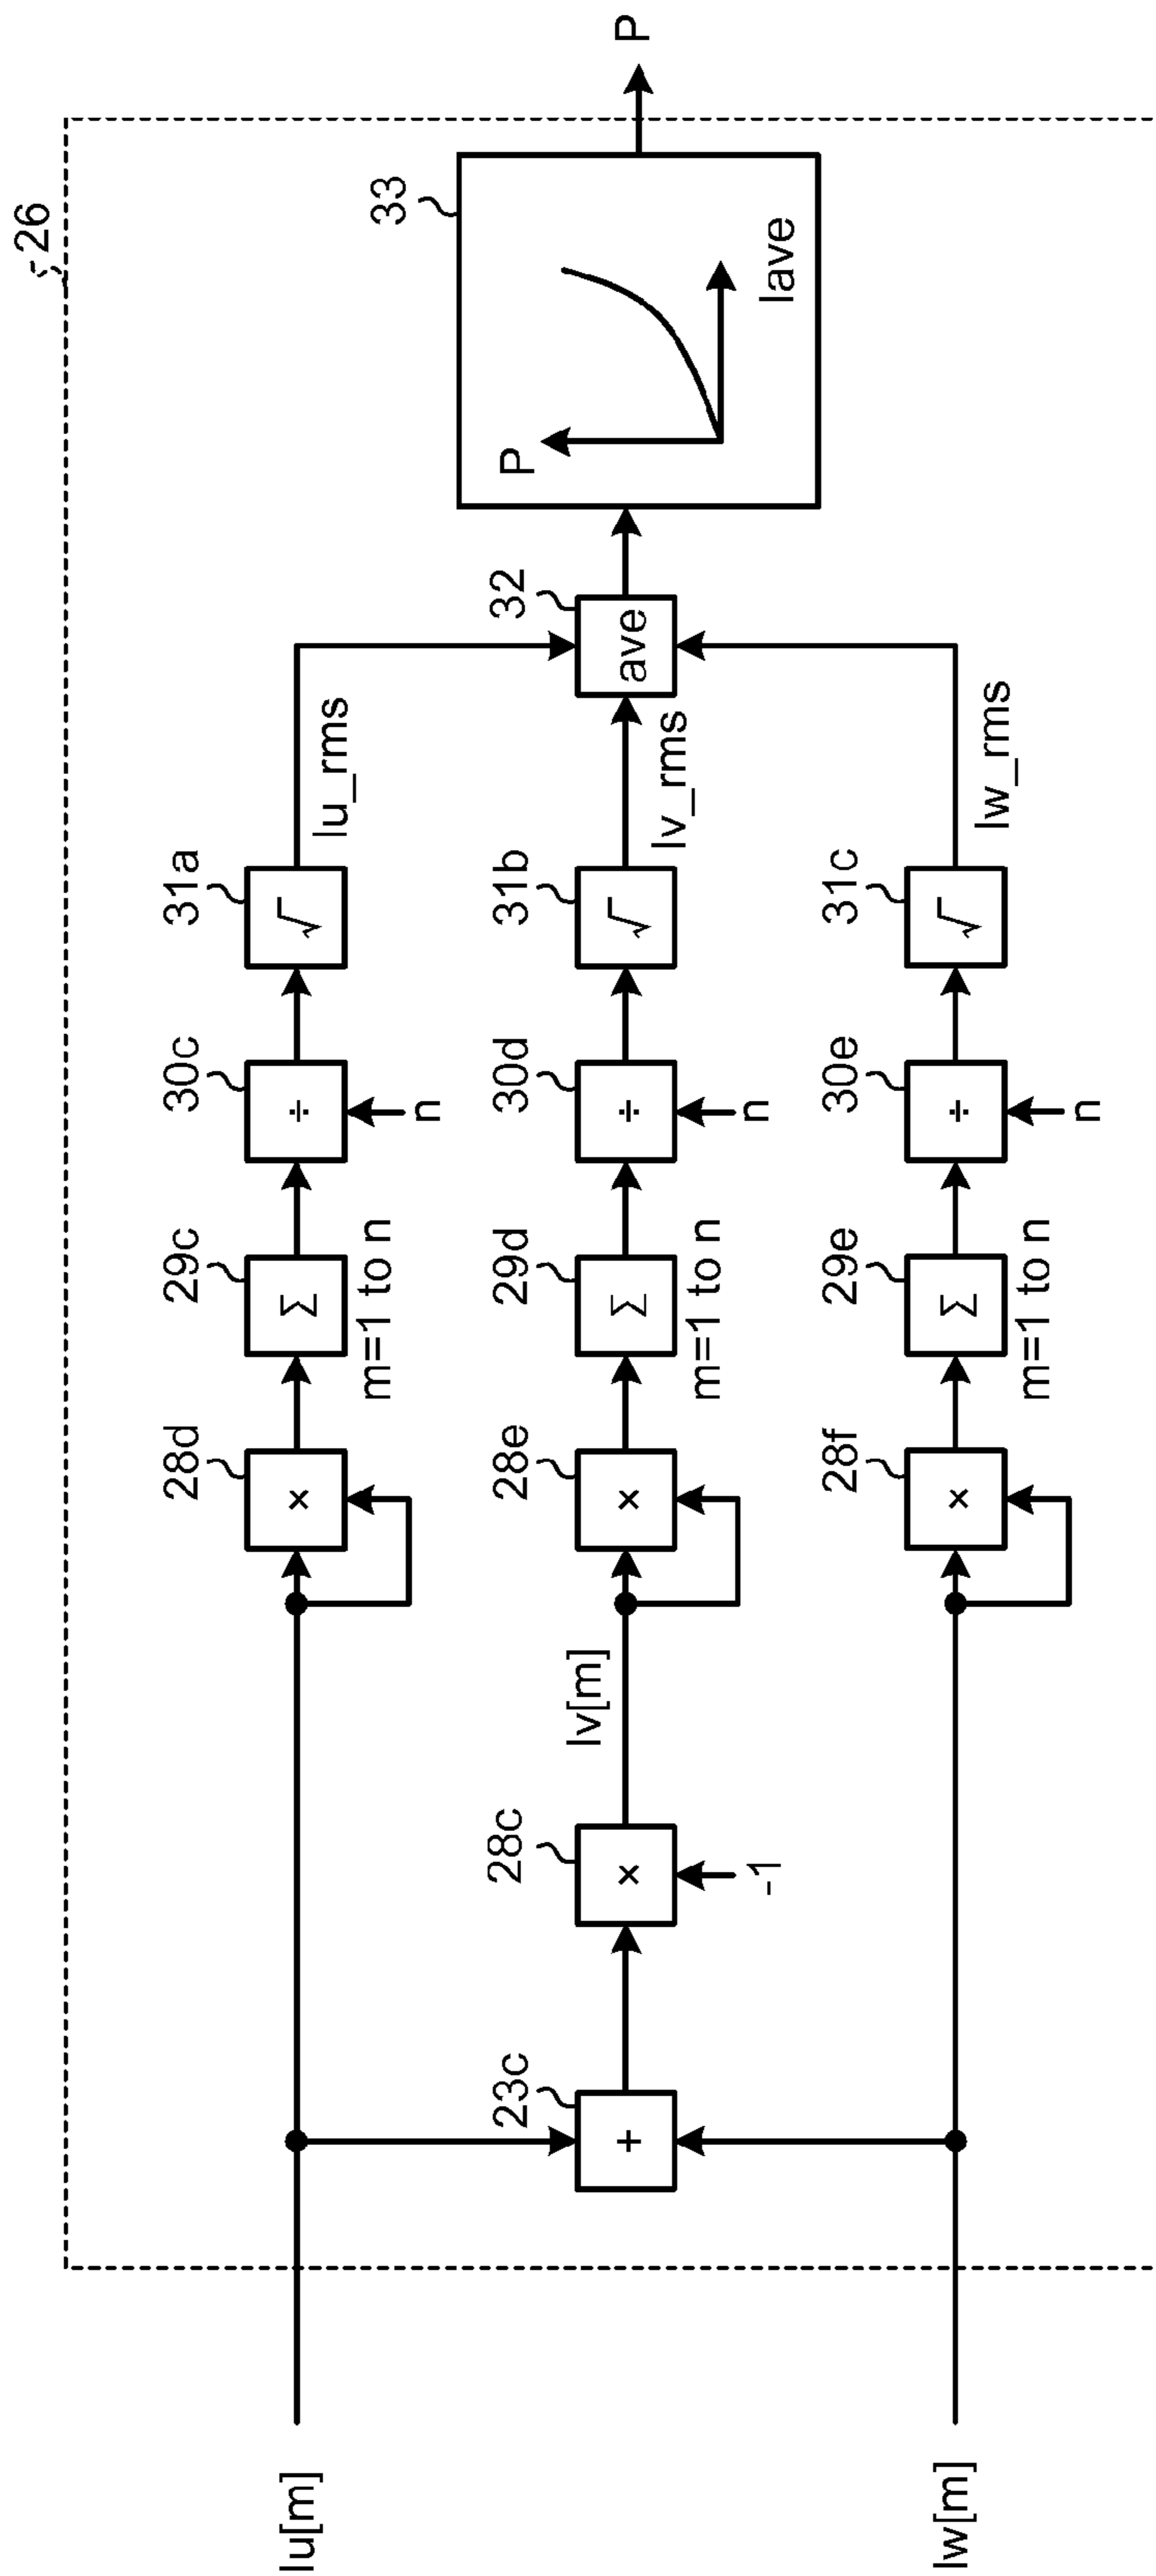 26
Iu[m]
Iw[m]
23c
+
28c
×
-1
Iv[m]
28d
×
29c
Σ
m=1 to n
30c
÷
n
31a
√
Iu_rms
28e
×
29d
Σ
m=1 to n
30d
÷
n
31b
√
Iv_rms
28f
×
29e
Σ
m=1 to n
30e
÷
n
31c
√
Iw_rms
32
ave
33
P
Iave
P